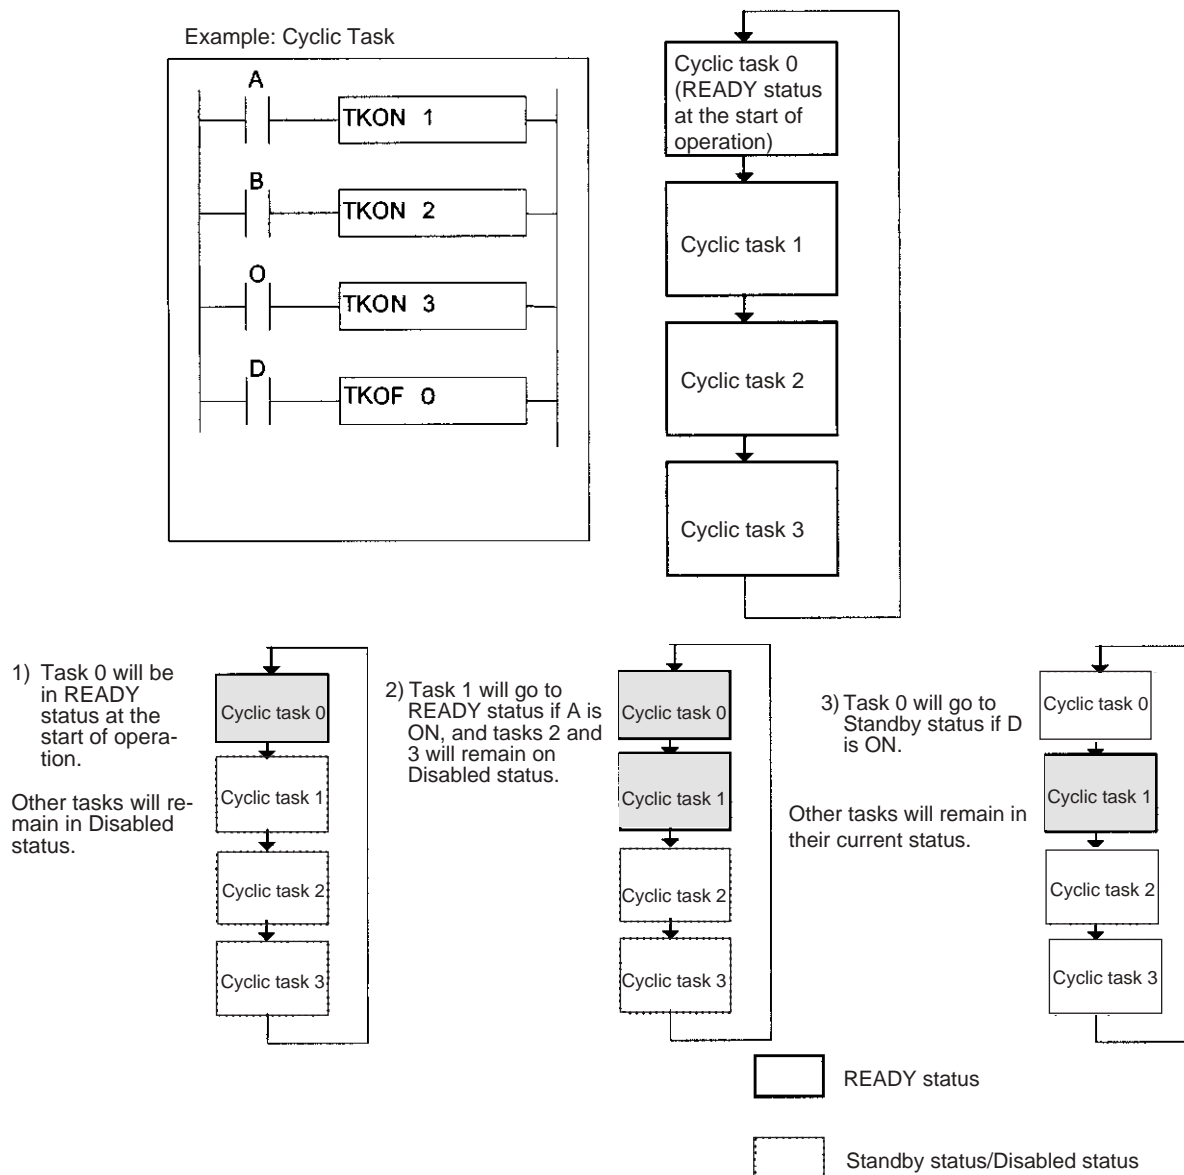 Example: Cyclic Task
A
TKON 1
B
TKON 2
O
TKON 3
D
TKOF 0
Cyclic task 0
(READY status
at the start of
operation)
Cyclic task 1
Cyclic task 2
Cyclic task 3
1) Task 0 will be
in READY
status at the
start of opera-
tion.
Other tasks will re-
main in Disabled
status.
Cyclic task 0
Cyclic task 1
Cyclic task 2
Cyclic task 3
2) Task 1 will go to
READY status if A is
ON, and tasks 2 and
3 will remain on
Disabled status.
Cyclic task 0
Cyclic task 1
Cyclic task 2
Cyclic task 3
3) Task 0 will go to
Standby status if D
is ON.
Other tasks will remain in
their current status.
Cyclic task 0
Cyclic task 1
Cyclic task 2
Cyclic task 3
READY status
Standby status/Disabled status